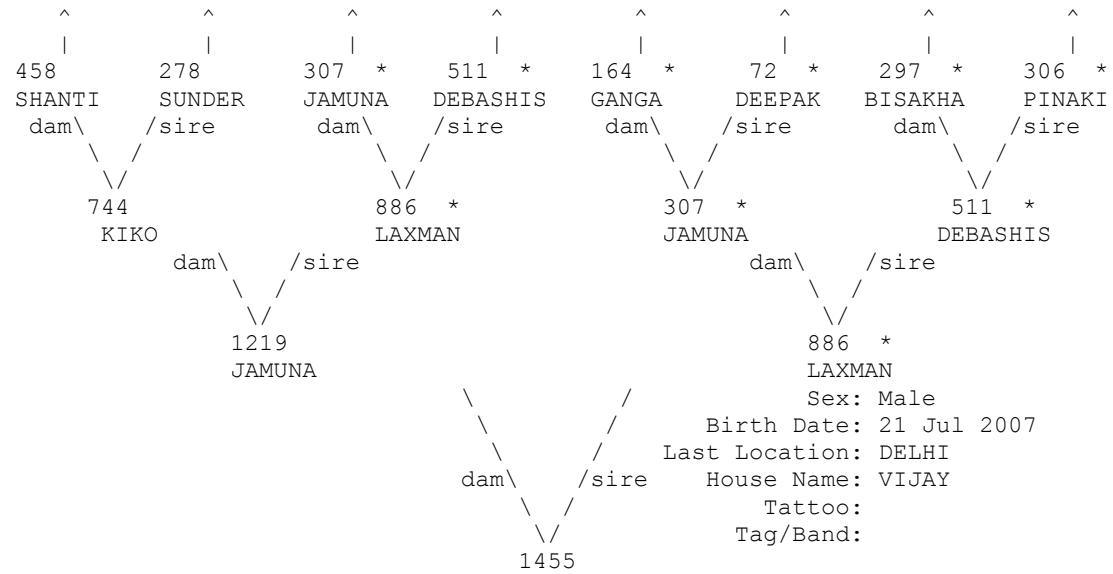 ^ ^ ^ ^ ^ ^ ^ ^
| | | | | | | |
458 278 307 * 511 * 164 * 72 * 297 * 306 *
SHANTI SUNDER JAMUNA DEBASHIS GANGA DEEPAK BISAKHA PINAKI
dam\ /sire dam\ /sire dam\ /sire dam\ /sire
\ / \ / \ / \ /
\/ \/ \/ \/
744 886 * 307 * 511 *
KIKO LAXMAN JAMUNA DEBASHIS
dam\ /sire dam\ /sire
\ / \ /
\/ \/
1219 886 *
JAMUNA LAXMAN
\ / Sex: Male
\ / Birth Date: 21 Jul 2007
\ / Last Location: DELHI
dam\ /sire House Name: VIJAY
\ / Tattoo:
\/ Tag/Band:
1455